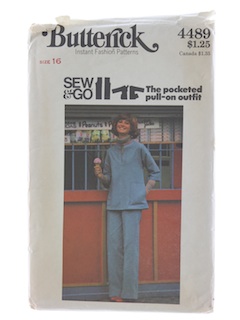 Butterick
Instant Fashion Patterns
4489
$1.25
SIZE 16
SEW & GO
The pocketed
pull-on outfit